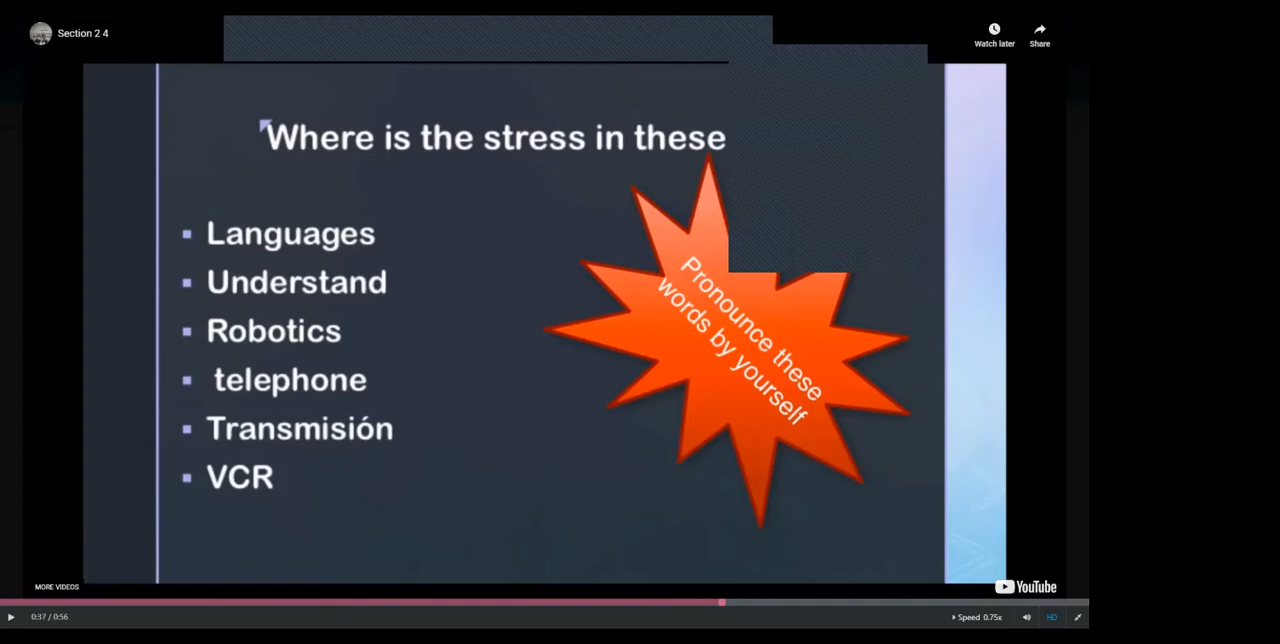 Section 2 4
Watch later
Share
Where is the stress in these
Languages
Understand
Robotics
telephone
Transmisión
VCR
Pronounce these
words by yourself
MORE VIDEOS
YouTube
0:37 / 0:56
Speed 0.75x
HD